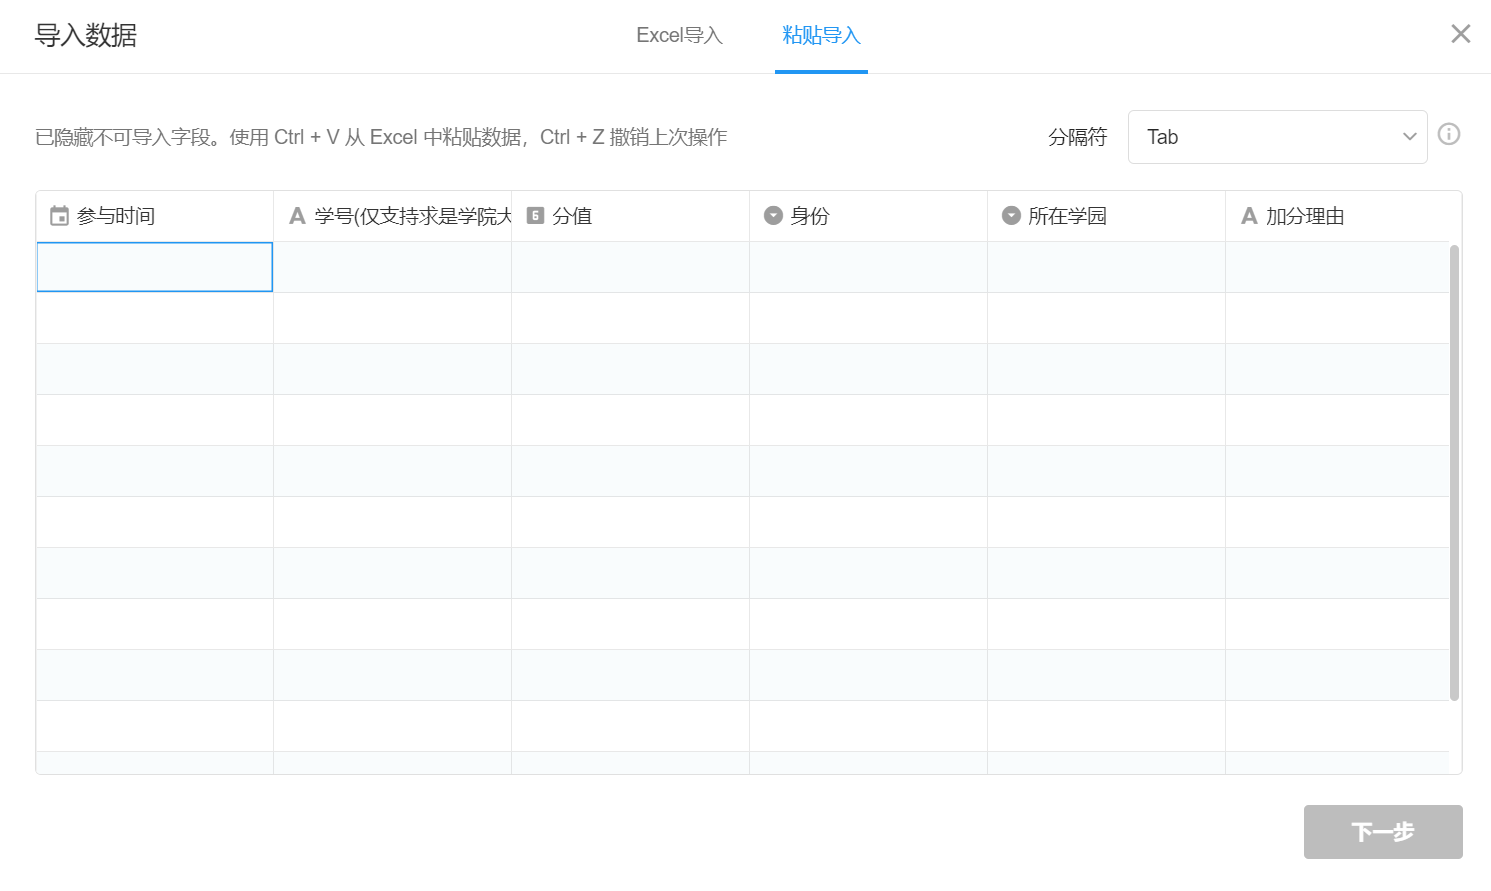 导入数据
Excel导入
粘贴导入
已隐藏不可导入字段。使用 Ctrl + V 从 Excel 中粘贴数据，Ctrl + Z 撤销上次操作
分隔符
Tab
参与时间
学号(仅支持求是学院大
6 分值
身份
所在学园
加分理由
下一步